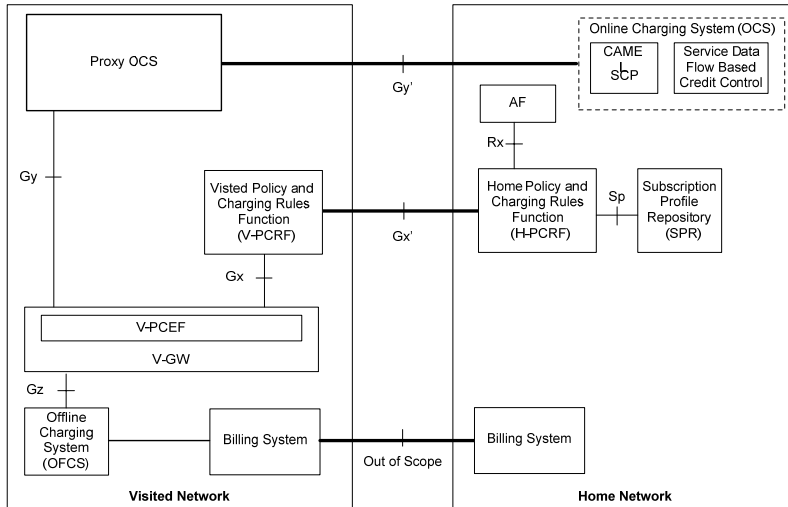 Proxy OCS
Gy'
Online Charging System (OCS)
CAME
L
SCP
Service Data
Flow Based
Credit Control
AF
Rx
Gy
Visted Policy and
Charging Rules
Function
(V-PCRF)
Gx'
Home Policy and
Charging Rules
Function
(H-PCRF)
Sp
Subscription
Profile
Repository
(SPR)
Gx
V-PCEF
V-GW
Gz
Offline
Charging
System
(OFCS)
Billing System
Out of Scope
Billing System
Visited Network
Home Network